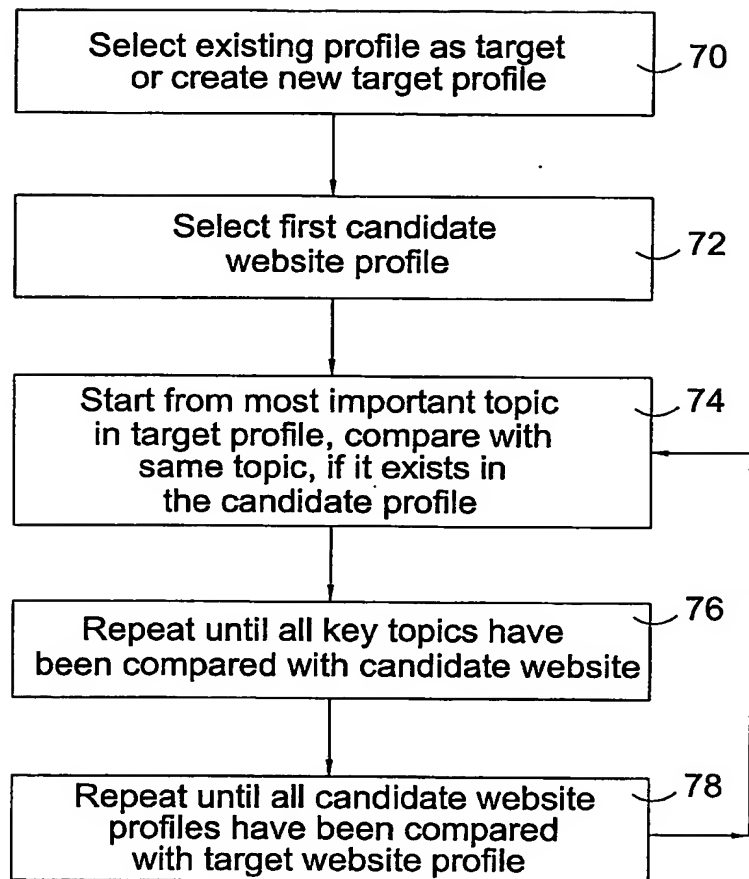 Select existing profile as target
or create new target profile
70
Select first candidate
website profile
72
Start from most important topic
in target profile, compare with
same topic, if it exists in
the candidate profile
74
Repeat until all key topics have
been compared with candidate website
76
Repeat until all candidate website
profiles have been compared
with target website profile
78